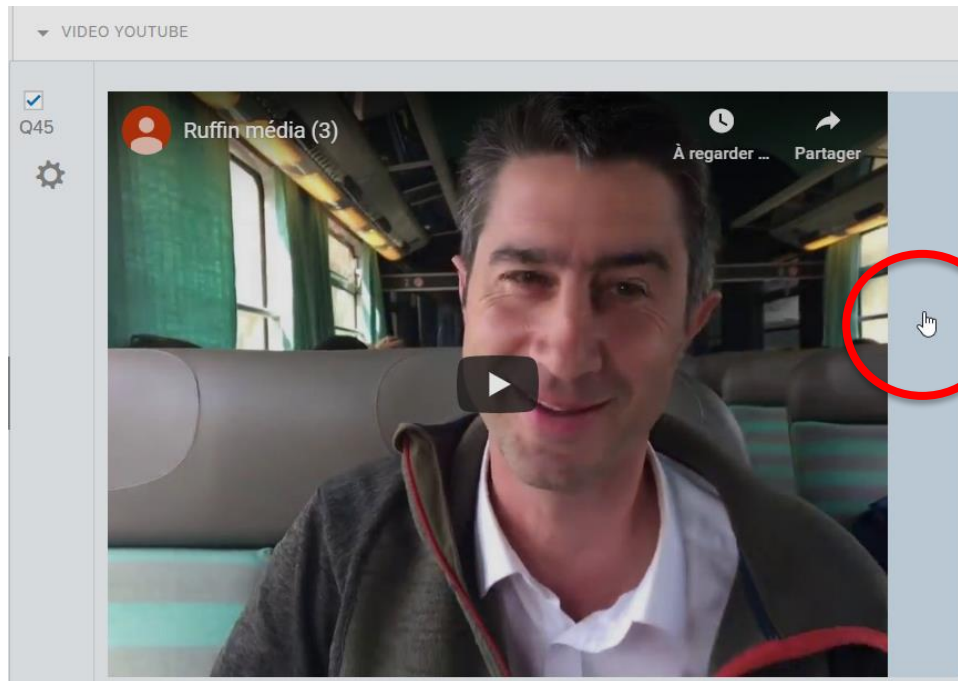 VIDEO YOUTUBE
Q45
Ruffin média (3)
À regarder ...
Partager